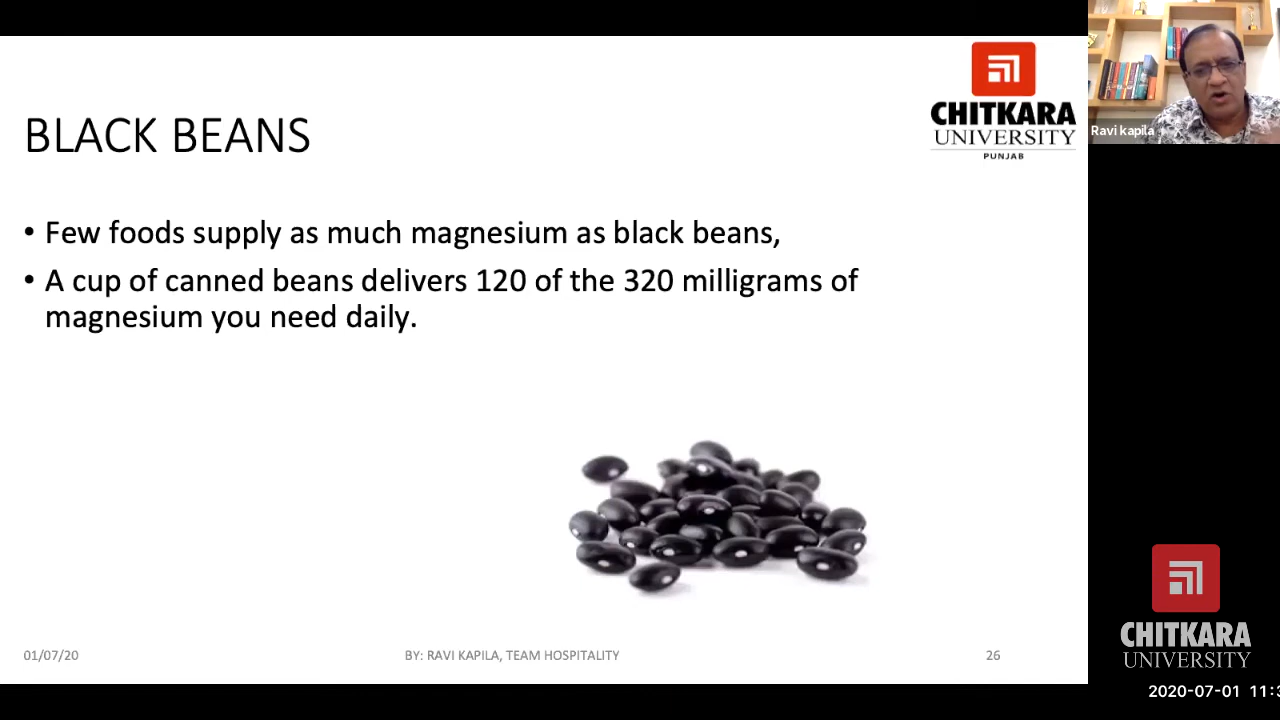 BLACK BEANS
• Few foods supply as much magnesium as black beans,
• A cup of canned beans delivers 120 of the 320 milligrams of
magnesium you need daily.
CHITKARA
UNIVERSITY
PUNJAB
Ravi kapila
01/07/20
BY: RAVI KAPILA, TEAM HOSPITALITY
26
CHITKARA
UNIVERSITY
2020-07-01 11:3